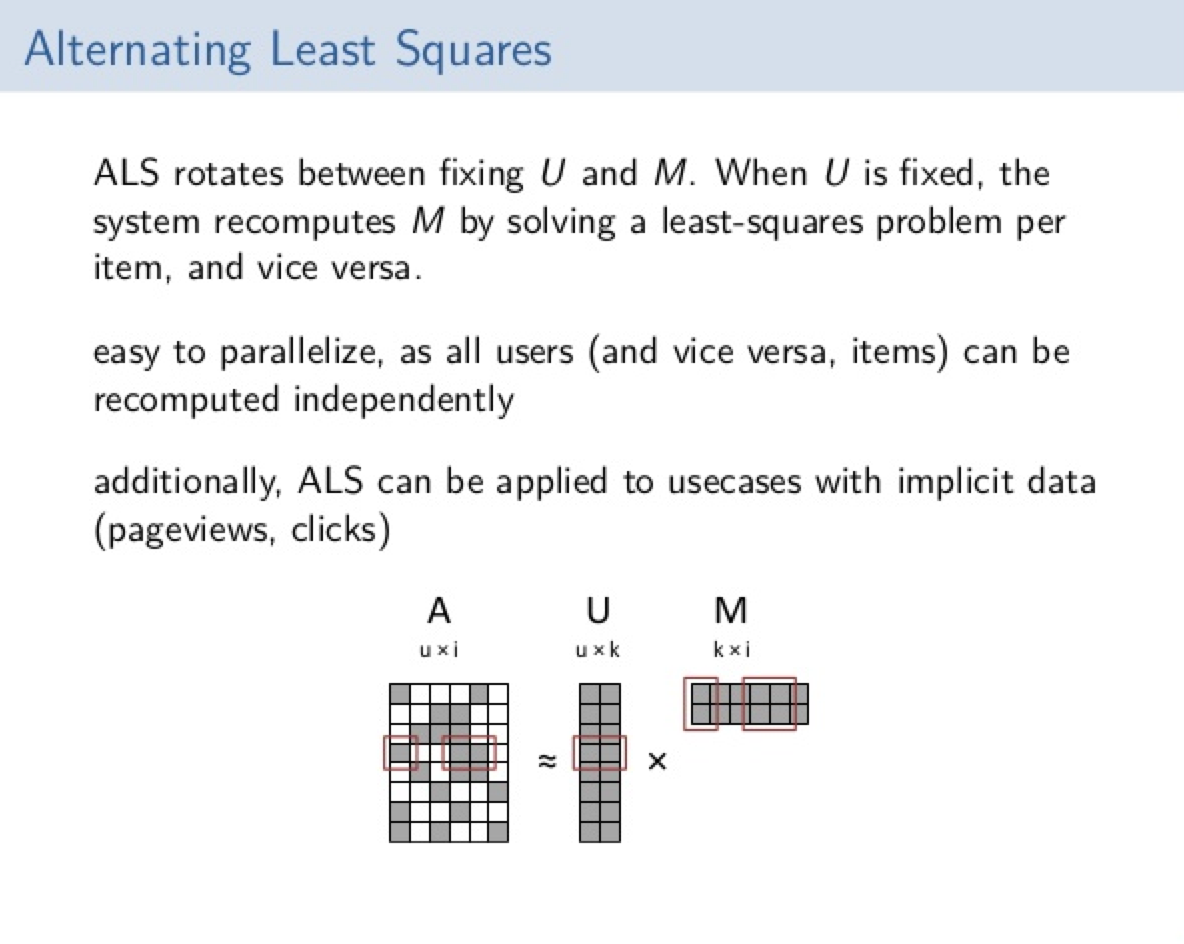 Alternating Least Squares
ALS rotates between fixing U and M. When U is fixed, the
system recomputes M by solving a least-squares problem per
item, and vice versa.
easy to parallelize, as all users (and vice versa, items) can be
recomputed independently
additionally, ALS can be applied to usecases with implicit data
(pageviews, clicks)
A U M
u × i u × k k × i
≈ ×